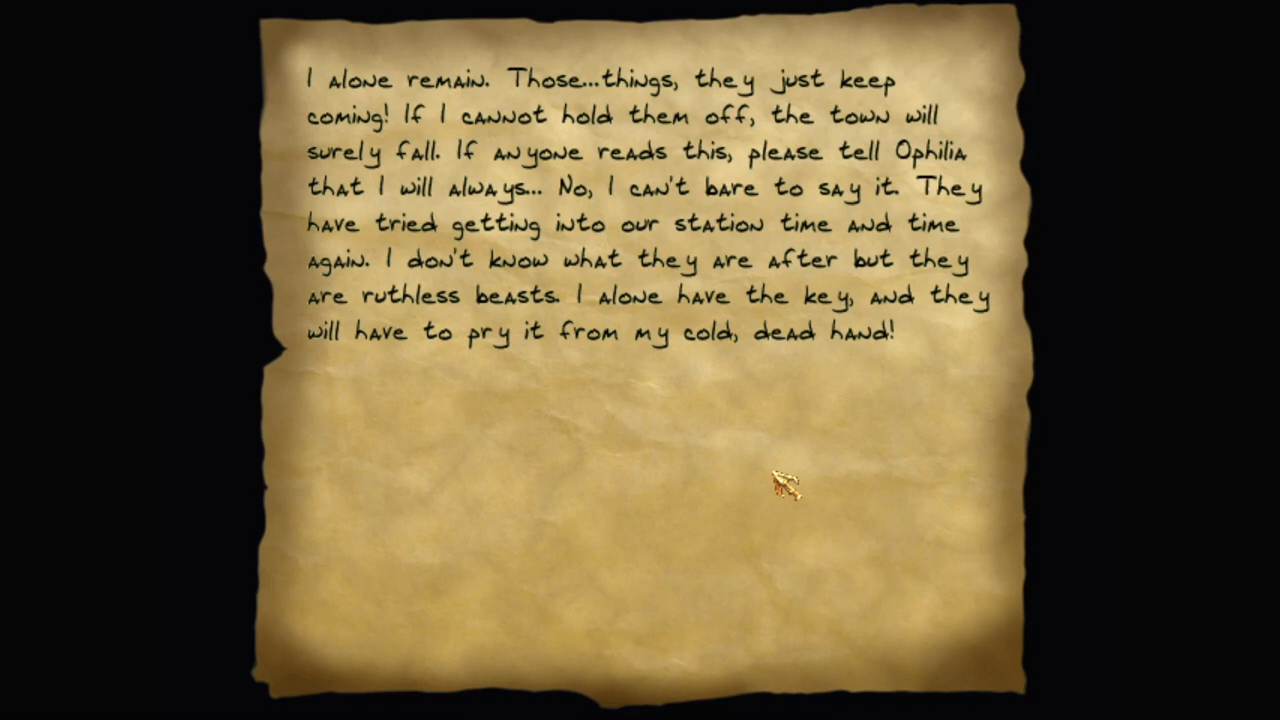 I alone remain. Those...things, they just keep
coming! If I cannot hold them off, the town will
surely fall. If anyone reads this, please tell Ophilia
that I will always... No, I can't bare to say it. They
have tried getting into our station time and time
again. I don't know what they are after but they
are ruthless beasts. I alone have the key, and they
will have to pry it from my cold, dead hand!